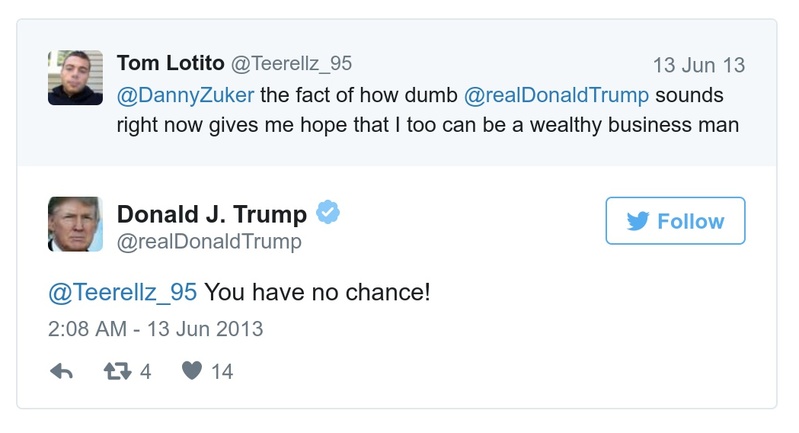 Tom Lotito @Teerellz_95 13 Jun 13
@DannyZuker the fact of how dumb @realDonaldTrump sounds
right now gives me hope that I too can be a wealthy business man
Donald J. Trump
@realDonaldTrump
Follow
@Teerellz_95 You have no chance!
2:08 AM - 13 Jun 2013
4 14